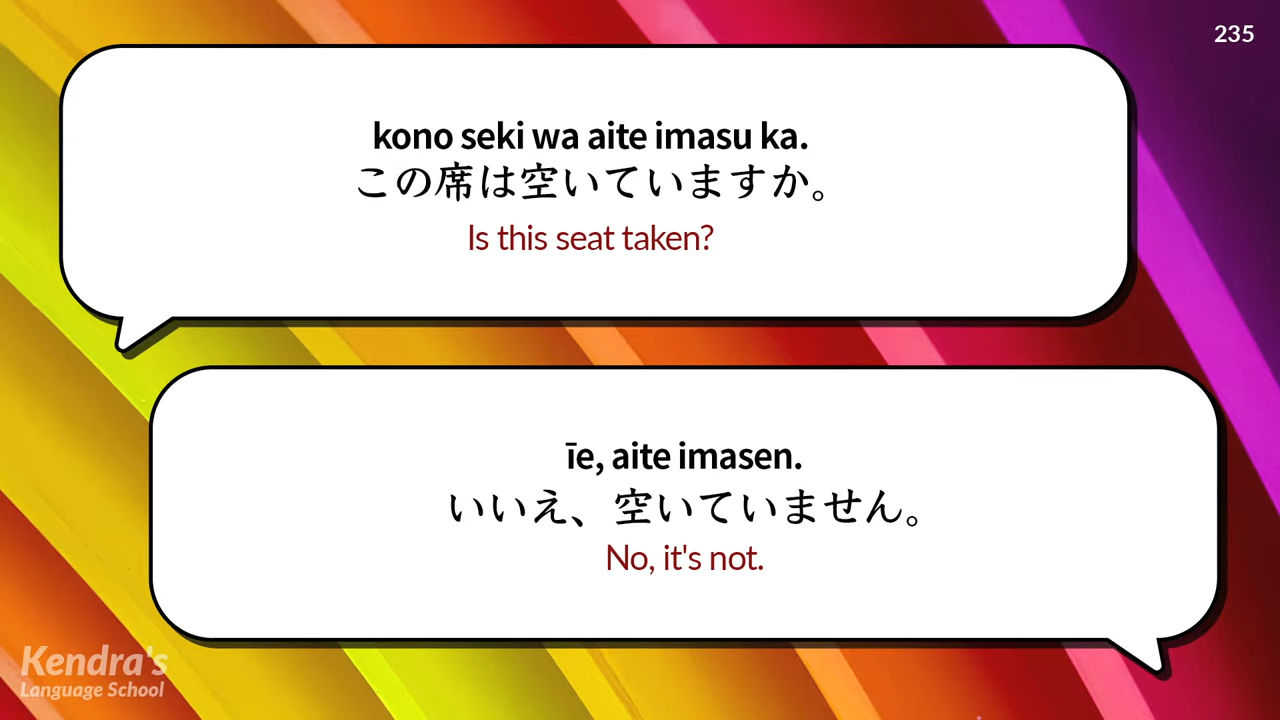 235
kono seki wa aite imasu ka.
この席は空いていますか。
Is this seat taken?
īe, aite imasen.
いいえ、空いていません。
No, it's not.
Kendra's
Language School